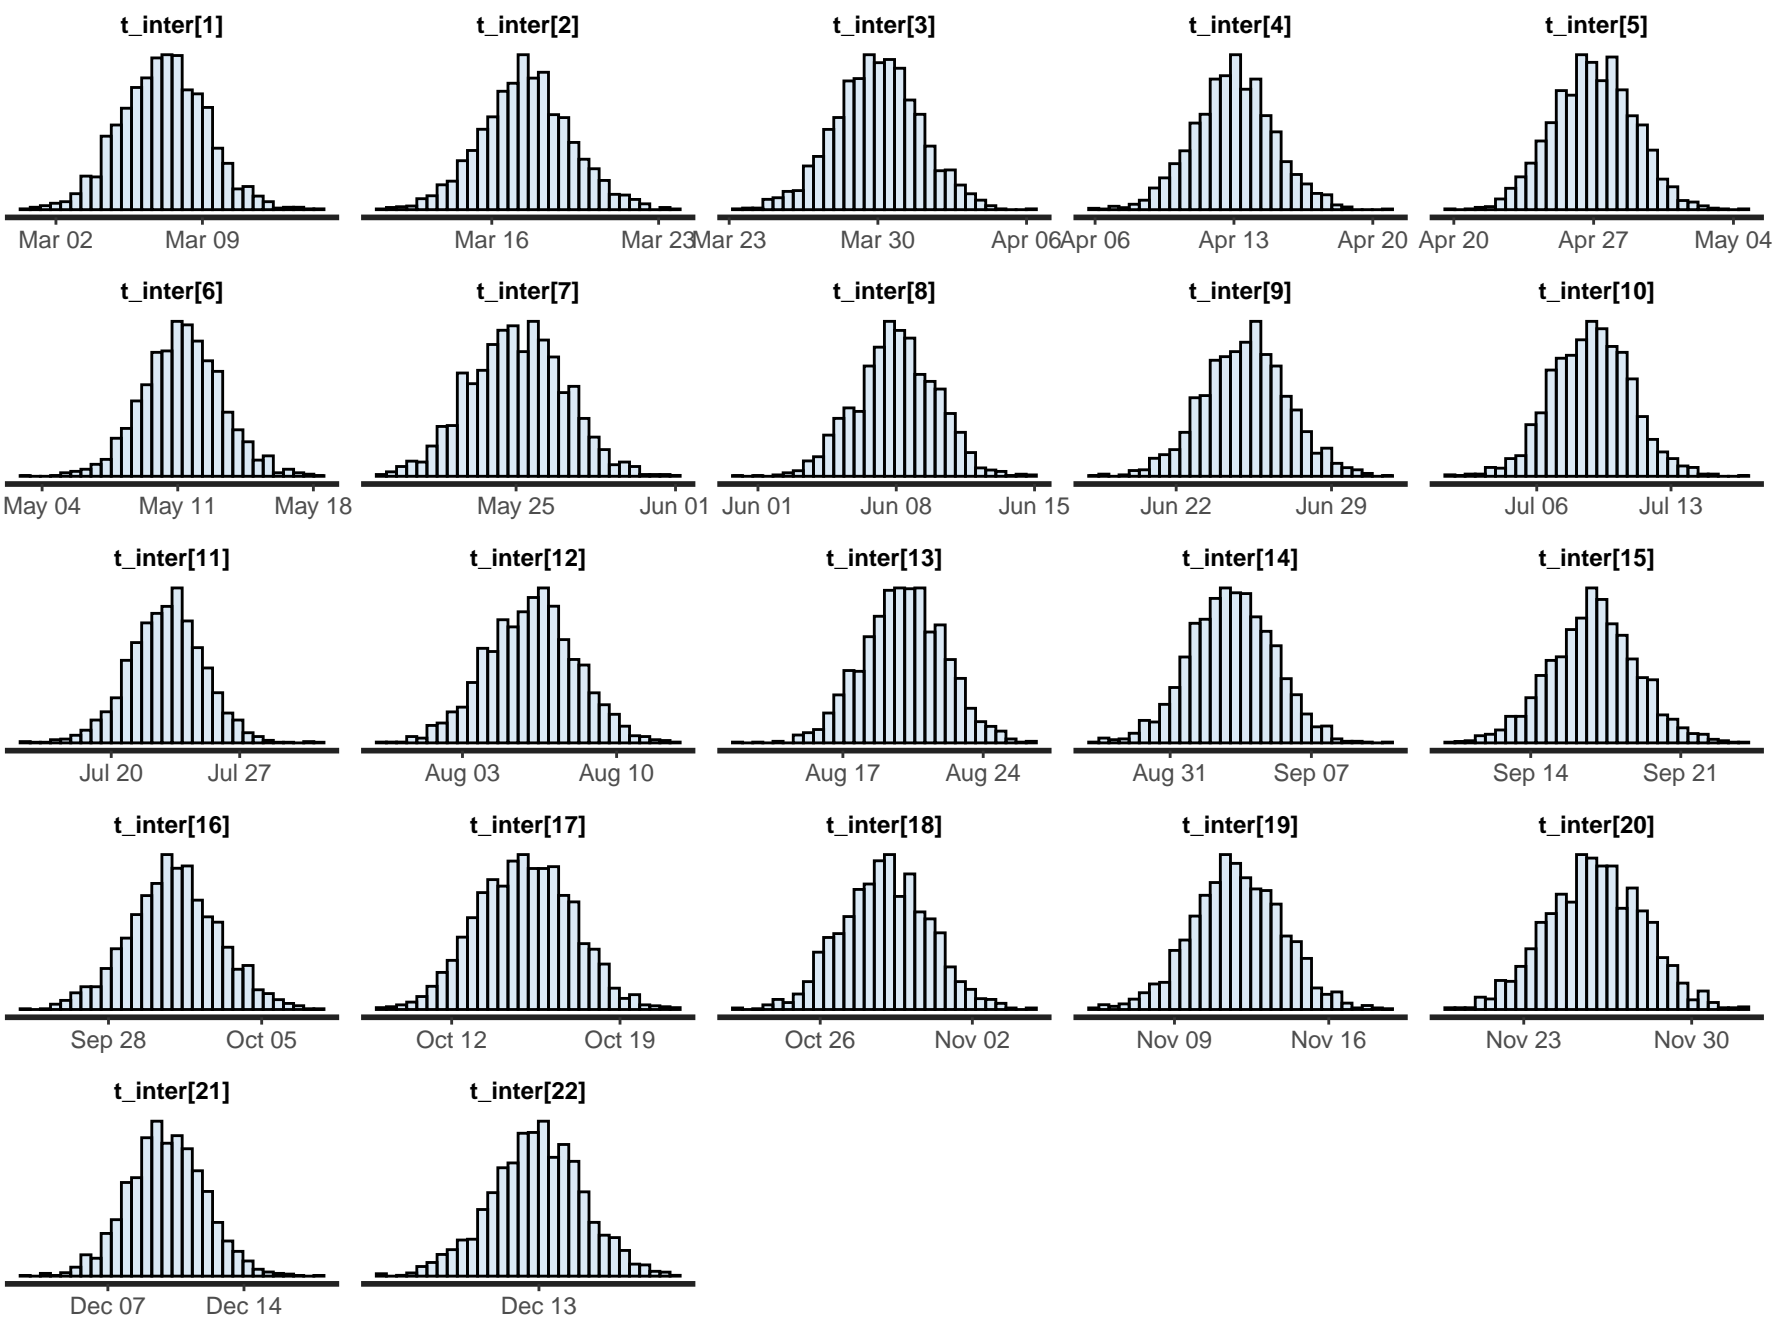 t_inter[1] t_inter[2] t_inter[3] t_inter[4] t_inter[5]
Mar 02 Mar 09 Mar 16 Mar 23 Mar 23 Mar 30 Apr 06 Apr 06 Apr 13 Apr 20 Apr 20 Apr 27 May 04
t_inter[6] t_inter[7] t_inter[8] t_inter[9] t_inter[10]
May 04 May 11 May 18 May 25 Jun 01 Jun 01 Jun 08 Jun 15 Jun 22 Jun 29 Jul 06 Jul 13
t_inter[11] t_inter[12] t_inter[13] t_inter[14] t_inter[15]
Jul 20 Jul 27 Aug 03 Aug 10 Aug 17 Aug 24 Aug 31 Sep 07 Sep 14 Sep 21
t_inter[16] t_inter[17] t_inter[18] t_inter[19] t_inter[20]
Sep 28 Oct 05 Oct 12 Oct 19 Oct 26 Nov 02 Nov 09 Nov 16 Nov 23 Nov 30
t_inter[21] t_inter[22]
Dec 07 Dec 14 Dec 13